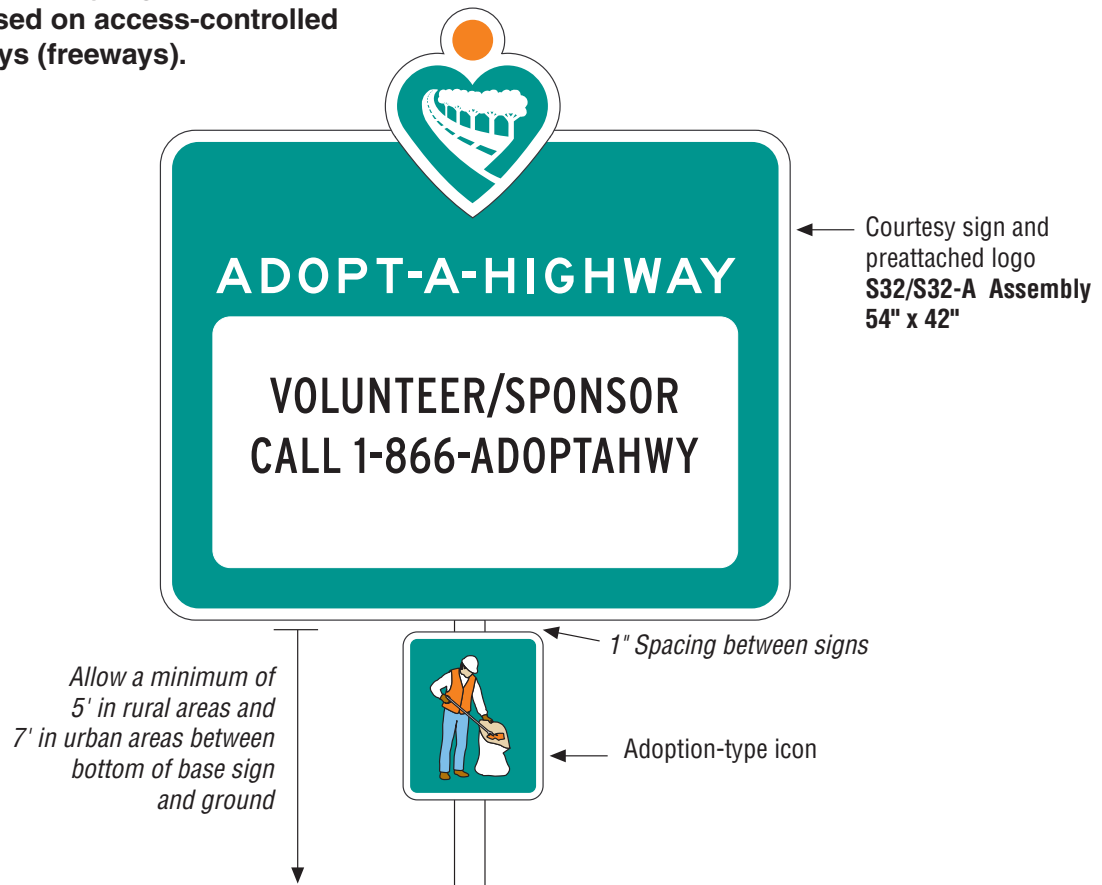 used on access-controlled
ys (freeways).
Courtesy sign and
preattached logo
S32/S32-A Assembly
54" x 42"
ADOPT-A-HIGHWAY
VOLUNTEER/SPONSOR
CALL 1-866-ADOPTAHWY
1" Spacing between signs
Allow a minimum of
5' in rural areas and
7' in urban areas between
bottom of base sign
and ground
Adoption-type icon